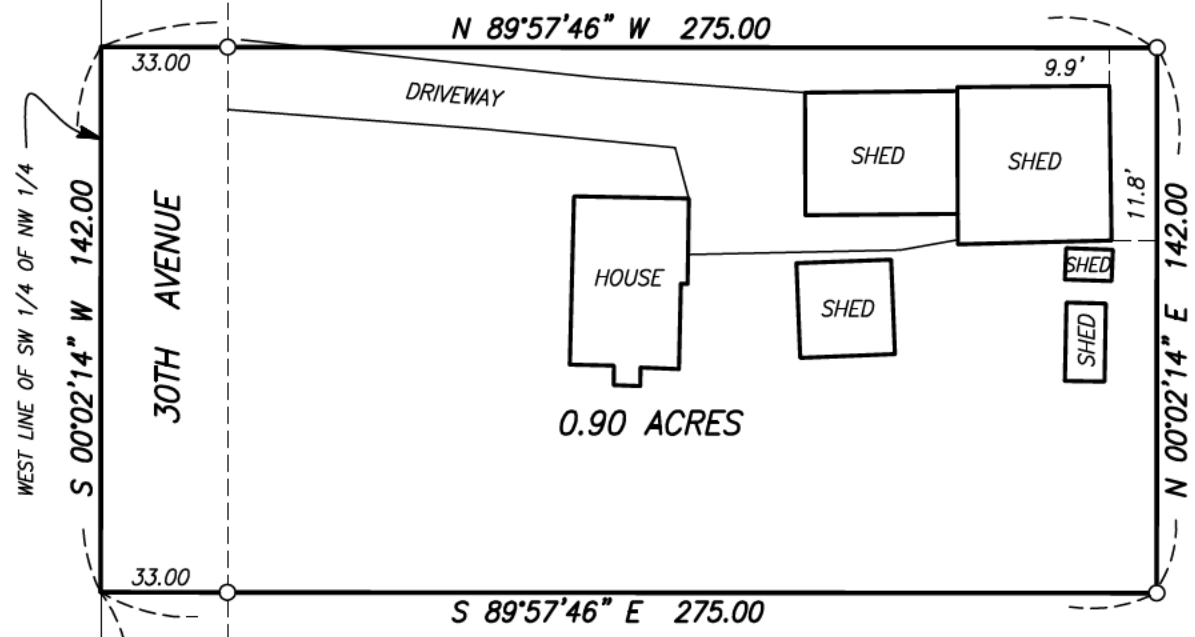 N 89°57'46" W 275.00
33.00
9.9'
DRIVEWAY
SHED
SHED
WEST LINE OF SW 1/4 OF NW 1/4
S 00°02'14" W 142.00
30TH AVENUE
11.8'
N 00°02'14" E 142.00
HOUSE
SHED
SHED
SHED
0.90 ACRES
33.00
S 89°57'46" E 275.00